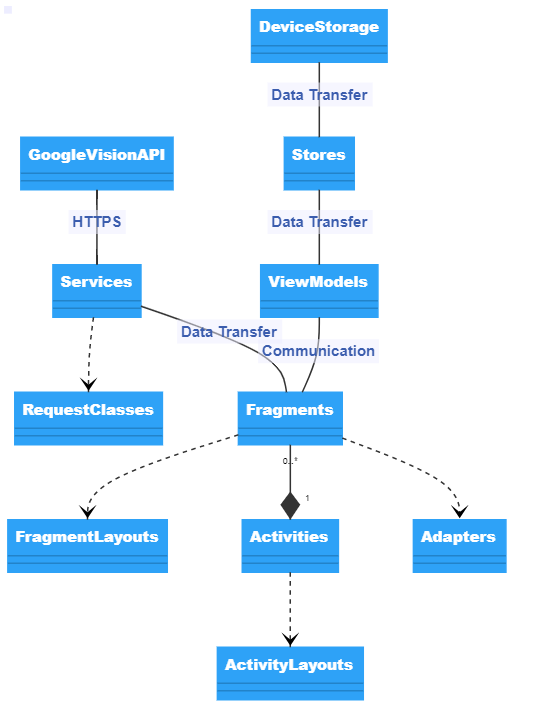 DeviceStorage
Data Transfer
GoogleVisionAPI
Stores
HTTPS
Data Transfer
Services
ViewModels
Data Transfer
Communication
RequestClasses
Fragments
0..*
1
FragmentLayouts
Activities
Adapters
ActivityLayouts